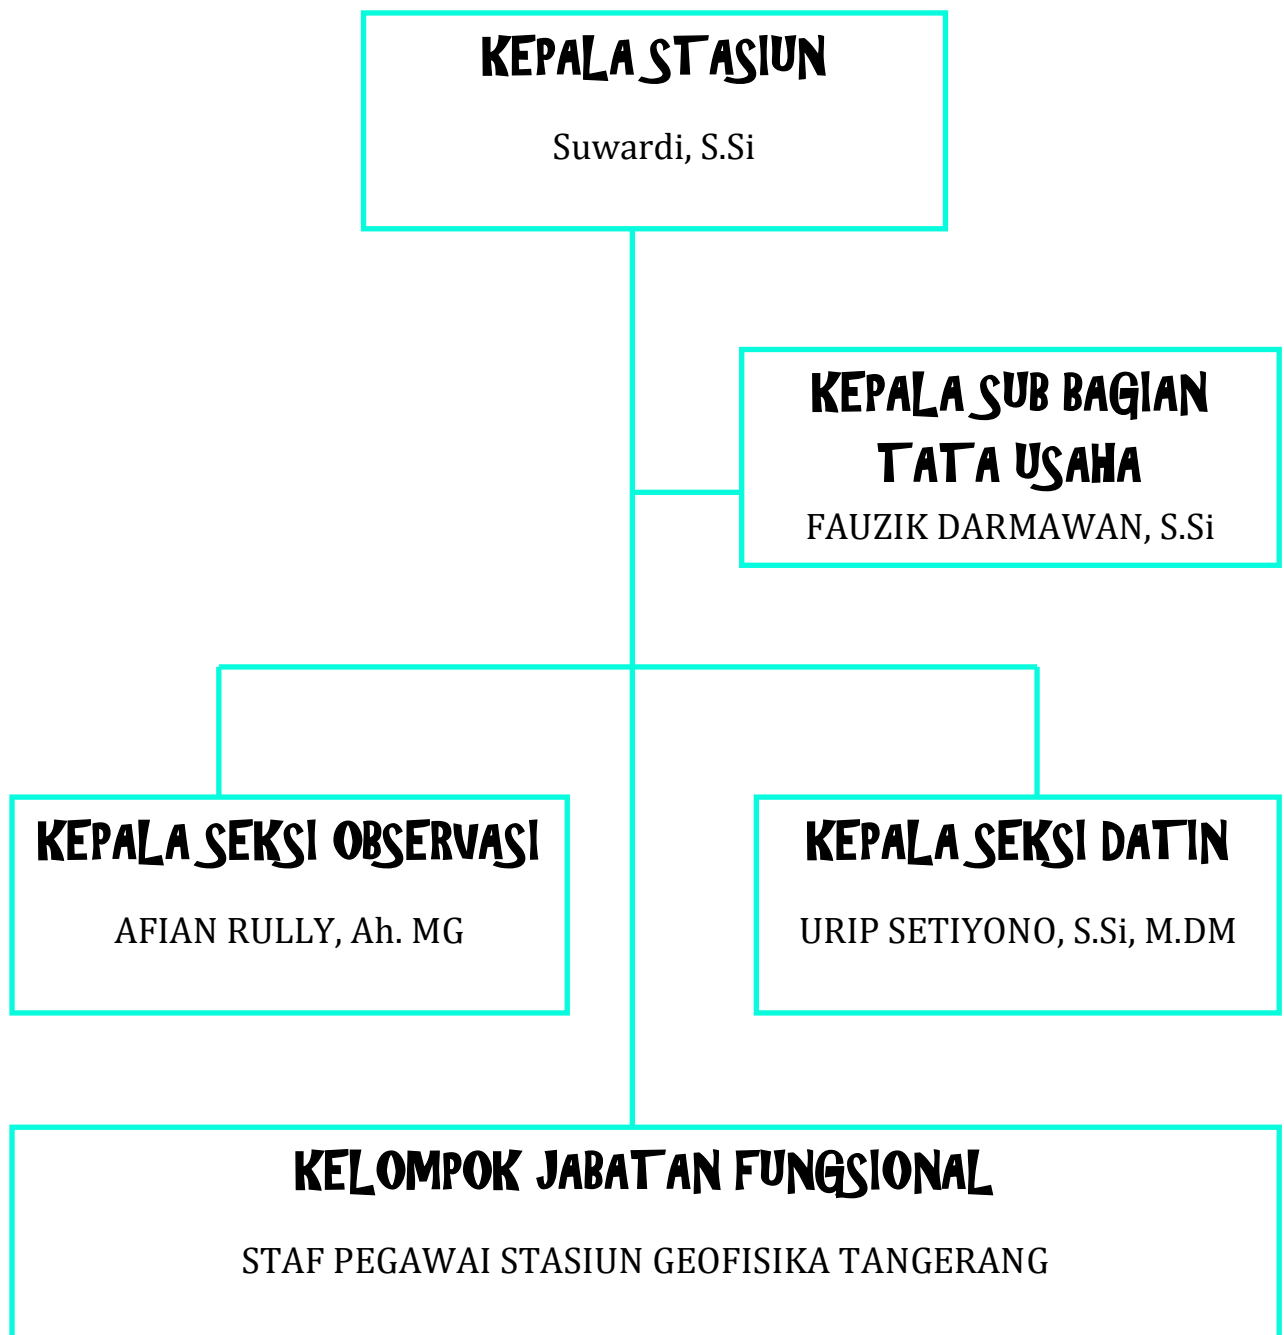 KEPALA STASIUN
Suwardi, S.Si
KEPALA SUB BAGIAN
TATA USAHA
FAUZIK DARMAWAN, S.Si
KEPALA SEKSI OBSERVASI
AFIAN RULLY, Ah. MG
KEPALA SEKSI DATIN
URIP SETIYONO, S.Si, M.DM
KELOMPOK JABATAN FUNGSIONAL
STAF PEGAWAI STASIUN GEOFISIKA TANGERANG